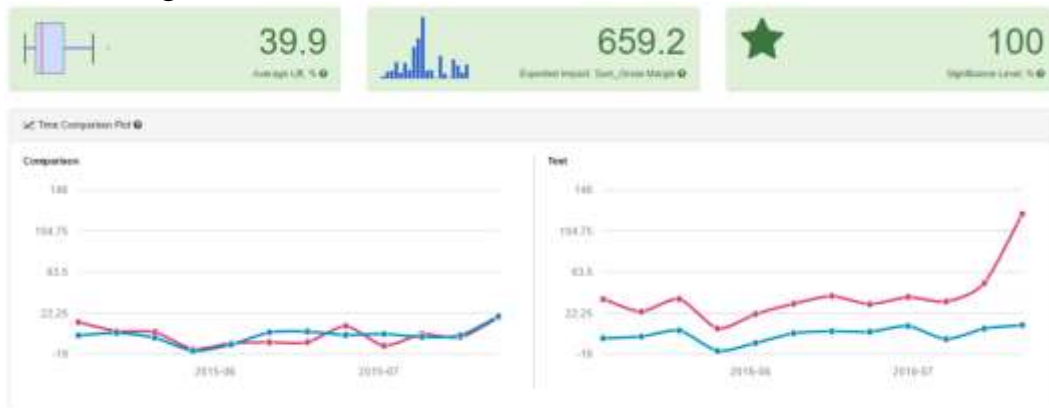 39.9
Average Lift, %
659.2
Expected Impact: Sum_Gross Margin
100
Significance Level, %
Time Comparison Plot
Comparison
Test
146
104.75
63.5
22.25
-19
2015-06
2015-07
146
104.75
63.5
22.25
-19
2016-06
2016-07